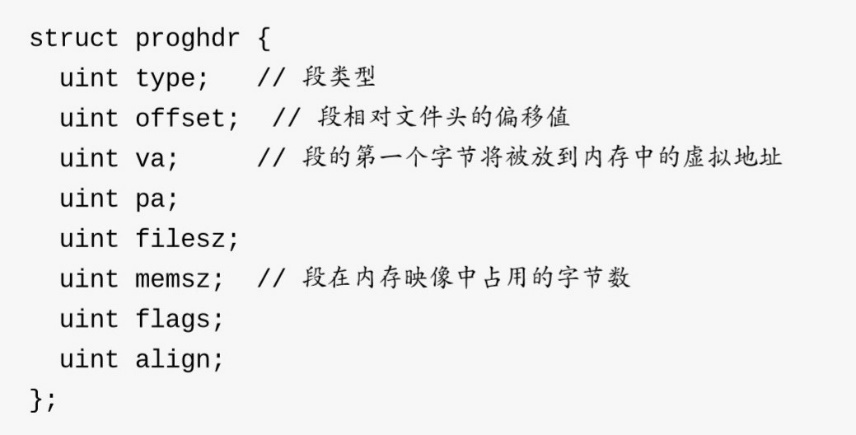 struct proghdr {
  uint type;   // 段类型
  uint offset;  // 段相对文件头的偏移值
  uint va;     // 段的第一个字节将被放到内存中的虚拟地址
  uint pa;
  uint filesz;
  uint memsz;  // 段在内存映像中占用的字节数
  uint flags;
  uint align;
};